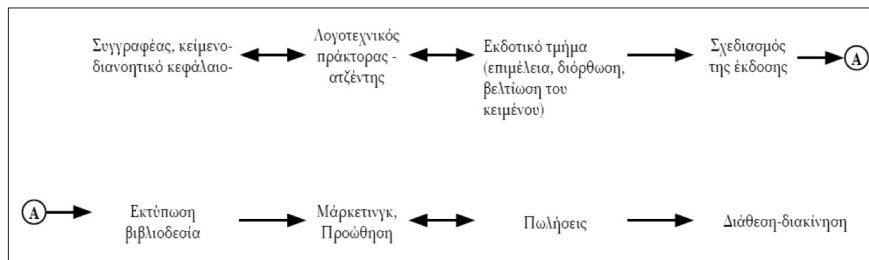 Συγγραφέας, κείμενο-
διανοητικό κεφάλαιο-
Λογοτεχνικός
πράκτορας -
ατζέντης
Εκδοτικό τμήμα
(επιμέλεια, διόρθωση,
βελτίωση του
κειμένου)
Σχεδιασμός
της έκδοσης
A
A
Εκτύπωση
βιβλιοδεσία
Μάρκετινγκ,
Προώθηση
Πωλήσεις
Διάθεση-διακίνηση